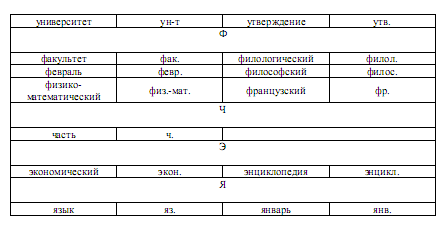 университет ун-т утверждение утв.
Ф
факультет фак. филологический филол.
февраль февр. философский филос.
физико-
математический физ.-мат. французский фр.
Ч
часть ч.
Э
экономический экон. энциклопедия энцикл.
Я
язык яз. январь янв.